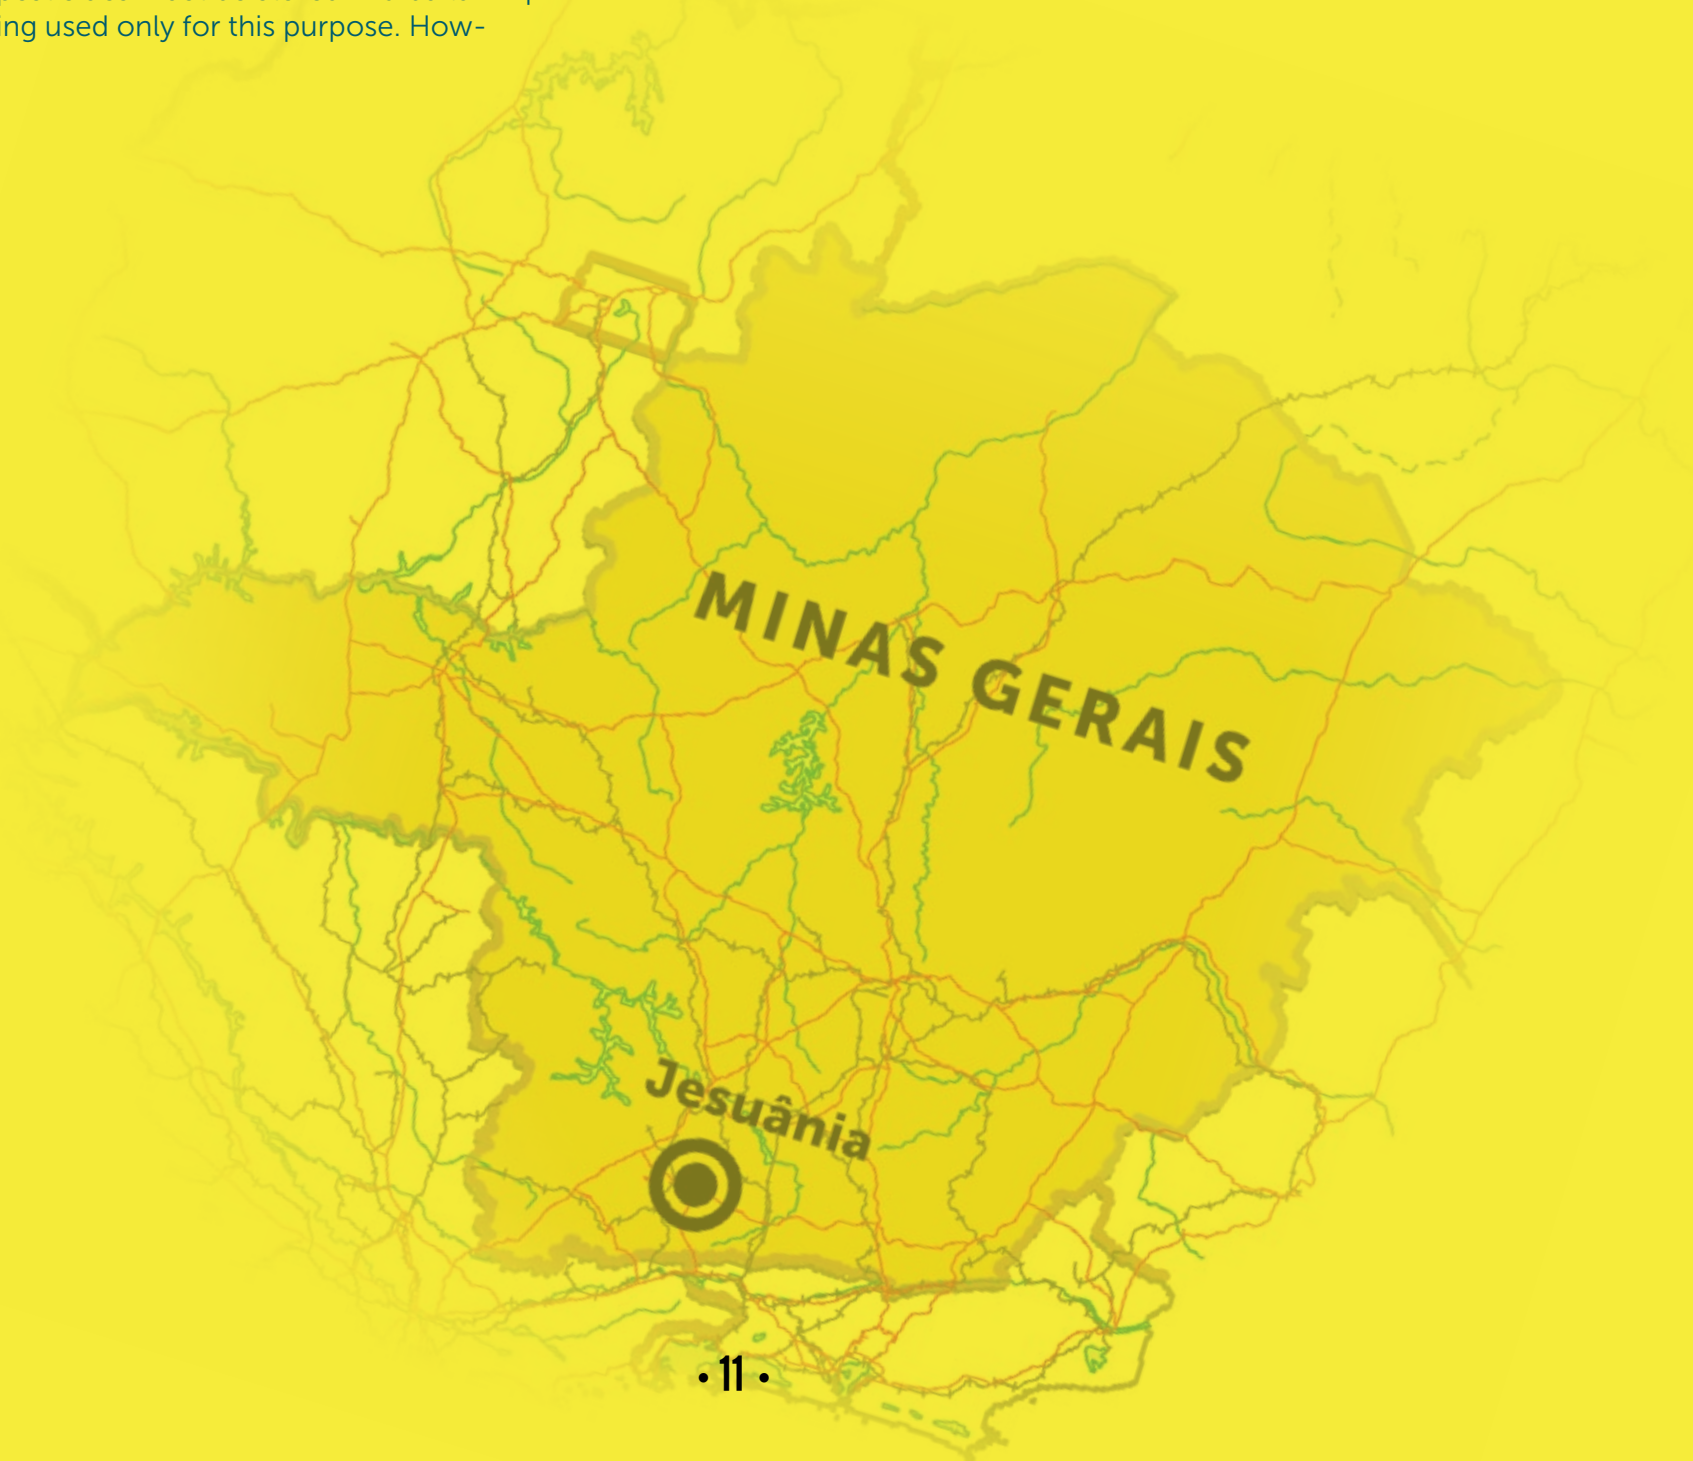 ing used only for this purpose. How-
MINAS GERAIS
Jesuânia
• 11 •